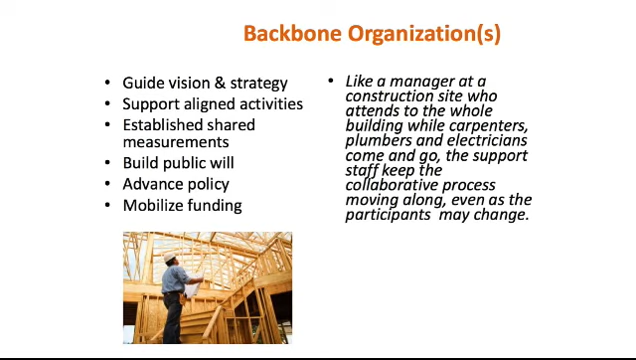 Backbone Organization(s)
• Guide vision & strategy
• Support aligned activities
• Established shared
measurements
• Build public will
• Advance policy
• Mobilize funding
• Like a manager at a
construction site who
attends to the whole
building while carpenters,
plumbers and electricians
come and go, the support
staff keep the
collaborative process
moving along, even as the
participants may change.